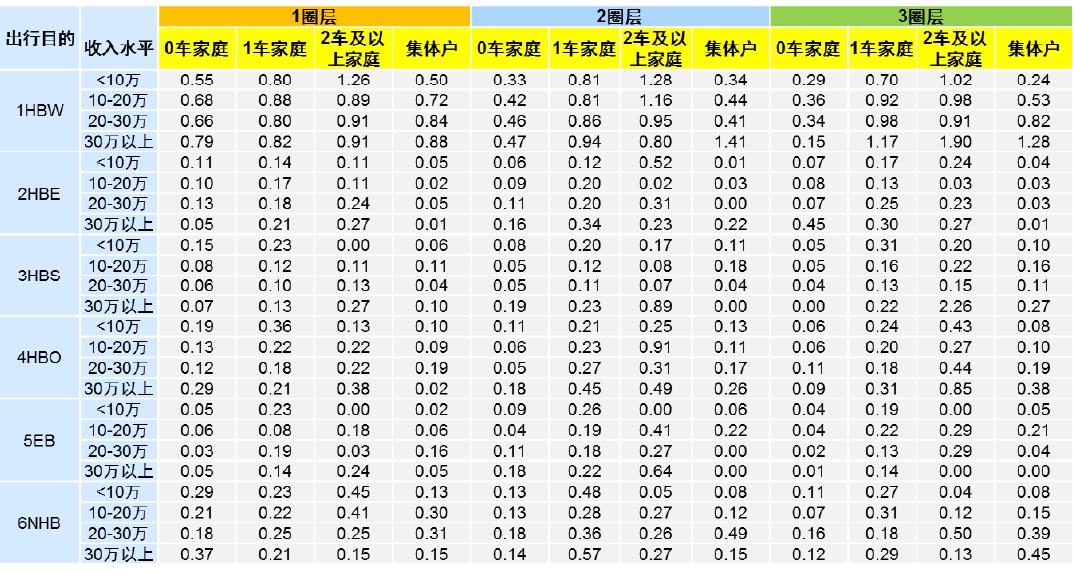 出行目的 收入水平 1圈层 2圈层 3圈层
0车家庭 1车家庭 2车及以上家庭 集体户 0车家庭 1车家庭 2车及以上家庭 集体户 0车家庭 1车家庭 2车及以上家庭 集体户
1HBW <10万 0.55 0.80 1.26 0.50 0.33 0.81 1.28 0.34 0.29 0.70 1.02 0.24
10-20万 0.68 0.88 0.89 0.72 0.42 0.81 1.16 0.44 0.36 0.92 0.98 0.53
20-30万 0.66 0.80 0.91 0.84 0.46 0.86 0.95 0.41 0.34 0.98 0.91 0.82
30万以上 0.79 0.82 0.91 0.88 0.47 0.94 0.80 1.41 0.15 1.17 1.90 1.28
2HBE <10万 0.11 0.14 0.11 0.05 0.06 0.12 0.52 0.01 0.07 0.17 0.24 0.04
10-20万 0.10 0.17 0.11 0.02 0.09 0.20 0.02 0.03 0.08 0.13 0.03 0.03
20-30万 0.13 0.18 0.24 0.05 0.11 0.20 0.31 0.00 0.07 0.25 0.23 0.03
30万以上 0.05 0.21 0.27 0.01 0.16 0.34 0.23 0.22 0.45 0.30 0.27 0.01
3HBS <10万 0.15 0.23 0.00 0.06 0.08 0.20 0.17 0.11 0.05 0.31 0.20 0.10
10-20万 0.08 0.12 0.11 0.11 0.05 0.12 0.08 0.18 0.05 0.16 0.22 0.16
20-30万 0.06 0.10 0.13 0.04 0.05 0.11 0.07 0.04 0.04 0.13 0.15 0.11
30万以上 0.07 0.13 0.27 0.10 0.19 0.23 0.89 0.00 0.00 0.22 2.26 0.27
4HBO <10万 0.19 0.36 0.13 0.10 0.11 0.21 0.25 0.13 0.06 0.24 0.43 0.08
10-20万 0.13 0.22 0.22 0.09 0.06 0.23 0.91 0.11 0.06 0.20 0.27 0.10
20-30万 0.12 0.18 0.22 0.19 0.05 0.27 0.31 0.17 0.11 0.18 0.44 0.19
30万以上 0.29 0.21 0.38 0.02 0.18 0.45 0.49 0.26 0.09 0.31 0.85 0.38
5EB <10万 0.05 0.23 0.00 0.02 0.09 0.26 0.00 0.06 0.04 0.19 0.00 0.05
10-20万 0.06 0.08 0.18 0.06 0.04 0.19 0.41 0.22 0.04 0.22 0.29 0.21
20-30万 0.03 0.19 0.03 0.16 0.11 0.18 0.27 0.00 0.02 0.13 0.29 0.04
30万以上 0.05 0.14 0.24 0.05 0.18 0.22 0.64 0.00 0.01 0.14 0.00 0.00
6NHB <10万 0.29 0.23 0.45 0.13 0.13 0.48 0.05 0.08 0.11 0.27 0.04 0.08
10-20万 0.21 0.22 0.41 0.30 0.13 0.28 0.27 0.12 0.07 0.31 0.12 0.15
20-30万 0.18 0.25 0.25 0.31 0.18 0.36 0.26 0.49 0.16 0.18 0.50 0.39
30万以上 0.37 0.21 0.15 0.15 0.14 0.57 0.27 0.15 0.12 0.29 0.13 0.45